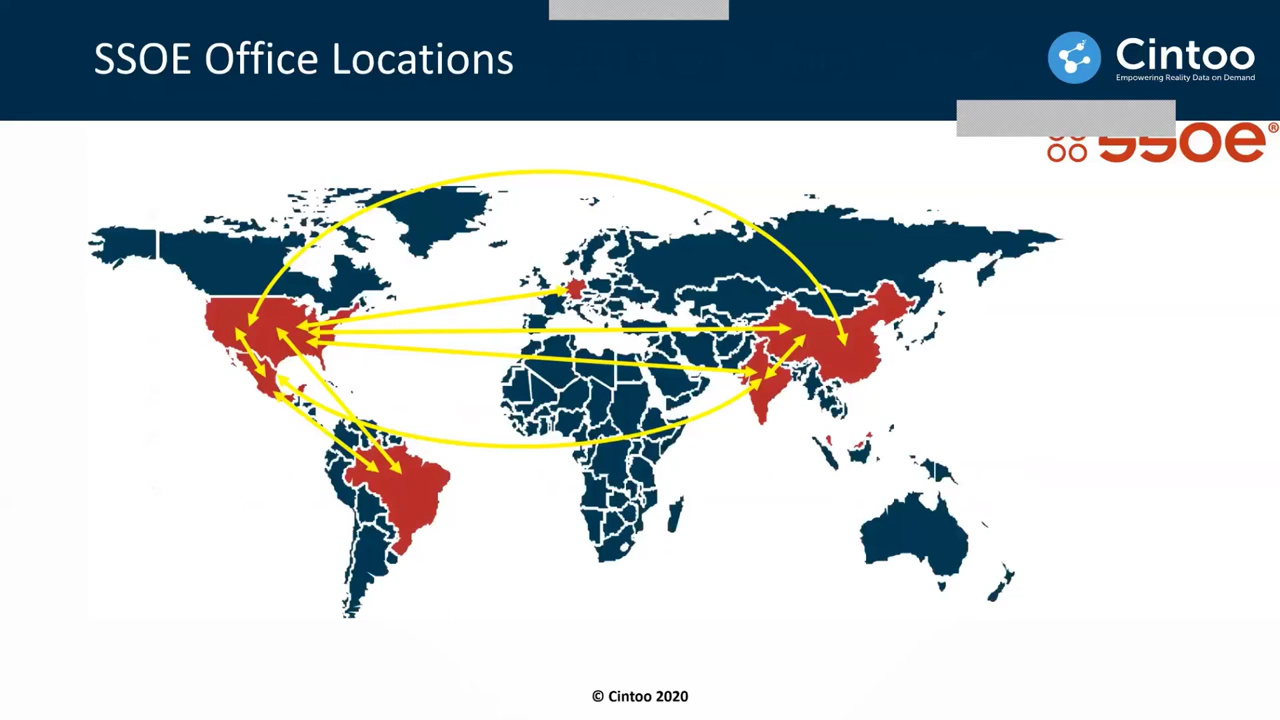 SSOE Office Locations
Cintoo
Empowering Reality Data on Demand
ssoe®
© Cintoo 2020